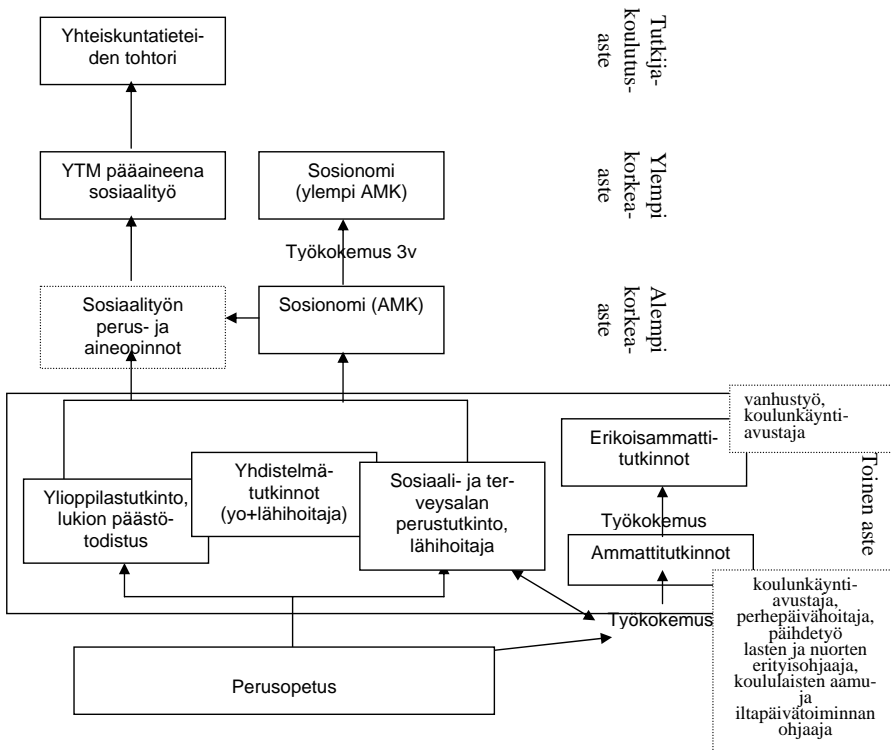 Yhteiskuntatietei-
den tohtori
Tutkija-
koulutus-
aste
YTM pääaineena
sosiaalityö
Sosionomi
(ylempi AMK)
Ylempi
korkea-
aste
Työkokemus 3v
Sosiaalityön
perus- ja
aineopinnot
Sosionomi (AMK)
Alempi
korkea-
aste
vanhustyö,
koulunkäynti-
avustaja
Erikoisammatti-
tutkinnot
Ylioppilastutkinto,
lukion päästö-
todistus
Yhdistelmä-
tutkinnot
(yo+lähihoitaja)
Sosiaali- ja ter-
veysalan
perustutkinto,
lähihoitaja
Toinen aste
Työkokemus
Ammattitutkinnot
Työkokemus
koulunkäynti-
avustaja,
perhepäivähoitaja,
päihdetyö
lasten ja nuorten
erityisohjaaja,
koululaisten aamu-
ja
iltapäivätoiminnan
ohjaaja
Perusopetus